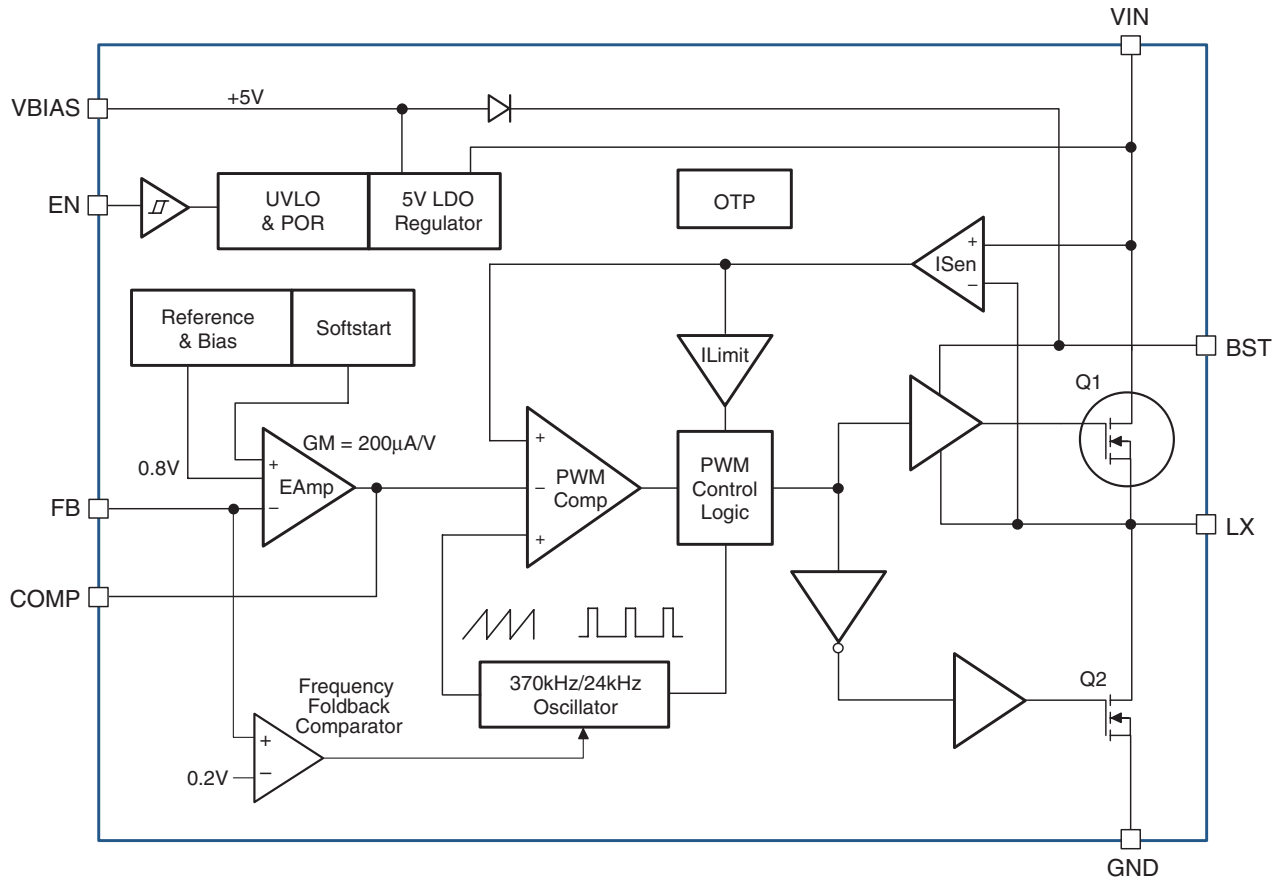 VIN
VBIAS
+5V
EN
UVLO
& POR
5V LDO
Regulator
OTP
+
ISen
−
Reference
& Bias
Softstart
ILimit
BST
Q1
GM = 200μA/V
0.8V
+
EAmp
−
+
PWM
Comp
−
+
PWM
Control
Logic
FB
LX
COMP
370kHz/24kHz
Oscillator
Frequency
Foldback
Comparator
+
−
0.2V
Q2
GND